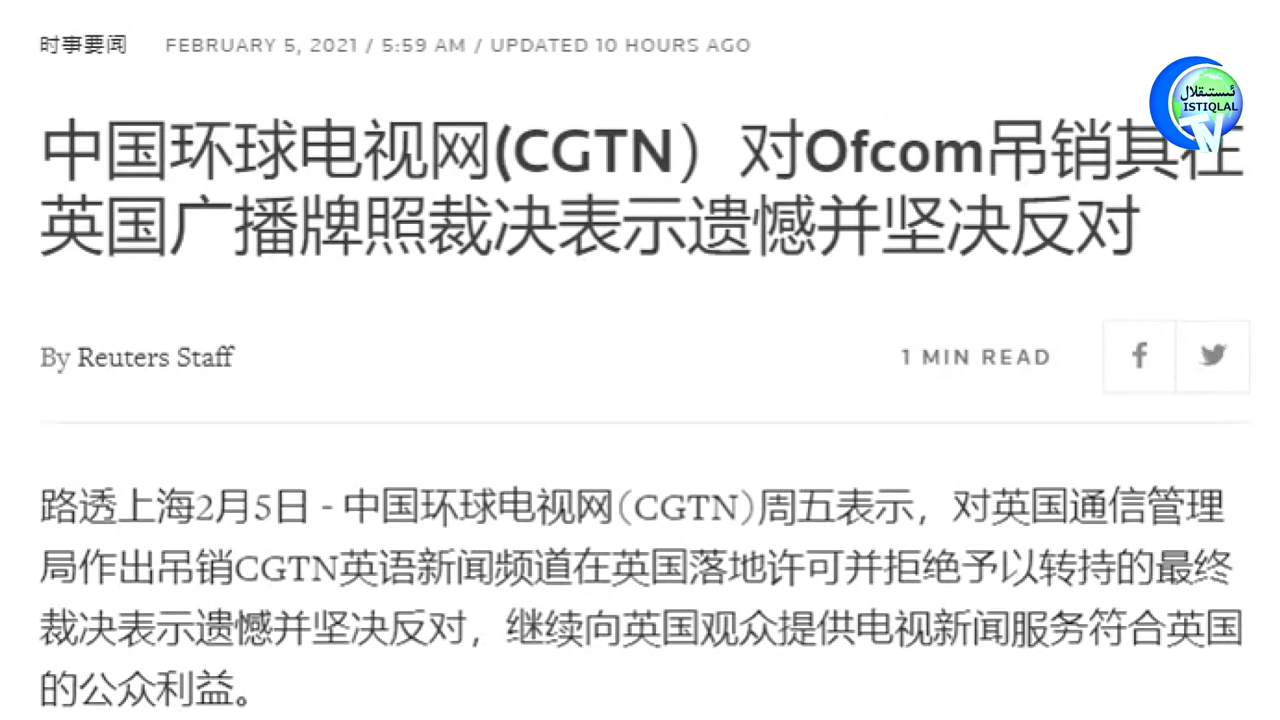 时事要闻 FEBRUARY 5, 2021 / 5:59 AM / UPDATED 10 HOURS AGO
ئىستىقلال
ISTIQLAL
TV
中国环球电视网(CGTN）对Ofcom吊销其在
英国广播牌照裁决表示遗憾并坚决反对
By Reuters Staff
1 MIN READ
路透上海2月5日 - 中国环球电视网(CGTN)周五表示，对英国通信管理
局作出吊销CGTN英语新闻频道在英国落地许可并拒绝予以转持的最终
裁决表示遗憾并坚决反对，继续向英国观众提供电视新闻服务符合英国
的公众利益。